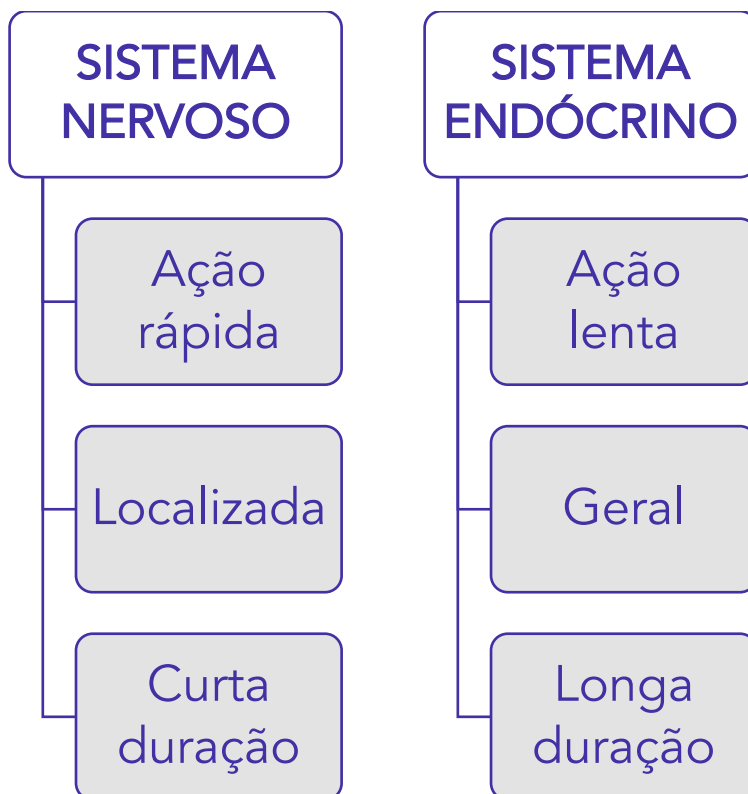 SISTEMA
NERVOSO
Ação
rápida
Localizada
Curta
duração
SISTEMA
ENDÓCRINO
Ação
lenta
Geral
Longa
duração